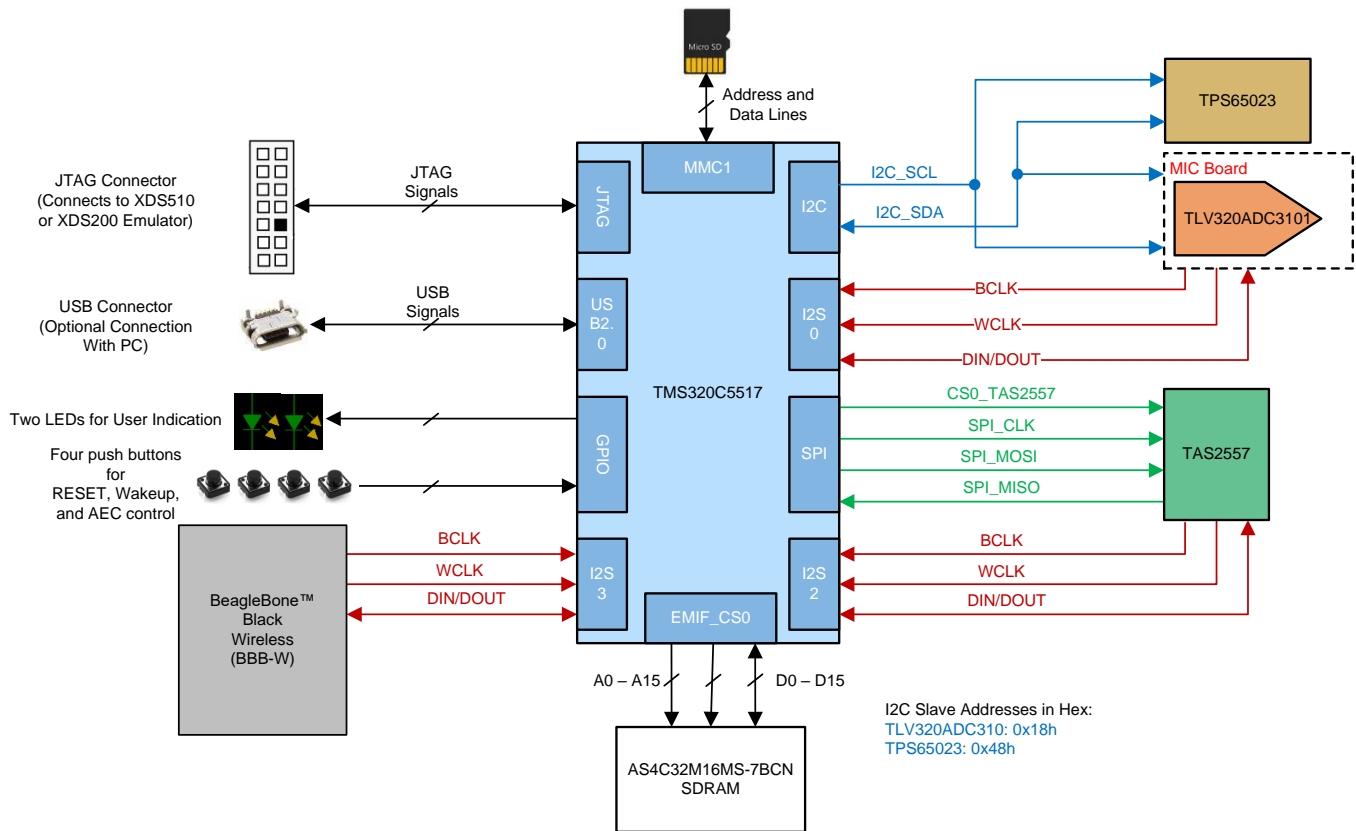 Micro SD
Address and
Data Lines
TPS65023
JTAG Connector
(Connects to XDS510
or XDS200 Emulator)
JTAG
Signals
JTAG
MMC1
I2C
I2C_SCL
I2C_SDA
MIC Board
TLV320ADC3101
USB Connector
(Optional Connection
With PC)
USB
Signals
US
B2.
0
I2S
0
BCLK
WCLK
DIN/DOUT
TMS320C5517
Two LEDs for User Indication
Four push buttons
for
RESET, Wakeup,
and AEC control
GPIO
SPI
CS0_TAS2557
SPI_CLK
SPI_MOSI
SPI_MISO
TAS2557
BeagleBone™
Black
Wireless
(BBB-W)
BCLK
WCLK
DIN/DOUT
I2S
3
EMIF_CS0
I2S
2
BCLK
WCLK
DIN/DOUT
A0 – A15
D0 – D15
AS4C32M16MS-7BCN
SDRAM
I2C Slave Addresses in Hex:
TLV320ADC310: 0x18h
TPS65023: 0x48h